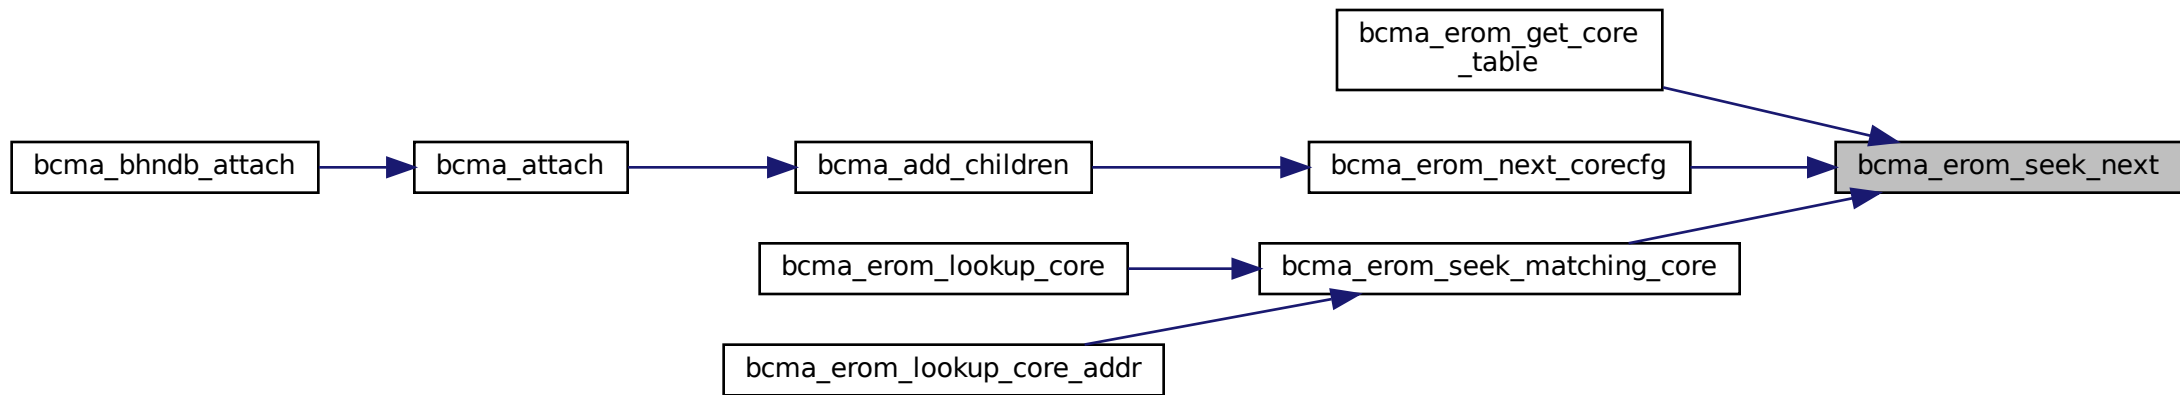 bcma_erom_get_core
_table
bcma_bhndb_attach
bcma_attach
bcma_add_children
bcma_erom_next_corecfg
bcma_erom_seek_next
bcma_erom_lookup_core
bcma_erom_seek_matching_core
bcma_erom_lookup_core_addr